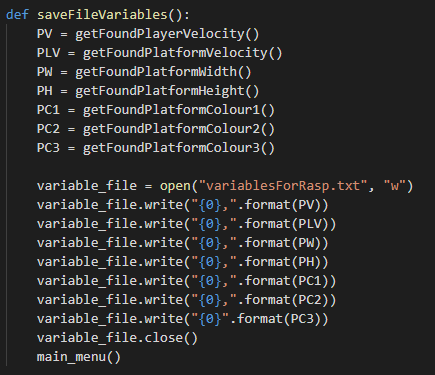 def saveFileVariables():
    PV = getFoundPlayerVelocity()
    PLV = getFoundPlatformVelocity()
    PW = getFoundPlatformWidth()
    PH = getFoundPlatformHeight()
    PC1 = getFoundPlatformColour1()
    PC2 = getFoundPlatformColour2()
    PC3 = getFoundPlatformColour3()

    variable_file = open("variablesForRasp.txt", "w")
    variable_file.write("{0},".format(PV))
    variable_file.write("{0},".format(PLV))
    variable_file.write("{0},".format(PW))
    variable_file.write("{0},".format(PH))
    variable_file.write("{0},".format(PC1))
    variable_file.write("{0},".format(PC2))
    variable_file.write("{0}".format(PC3))
    variable_file.close()
    main_menu()